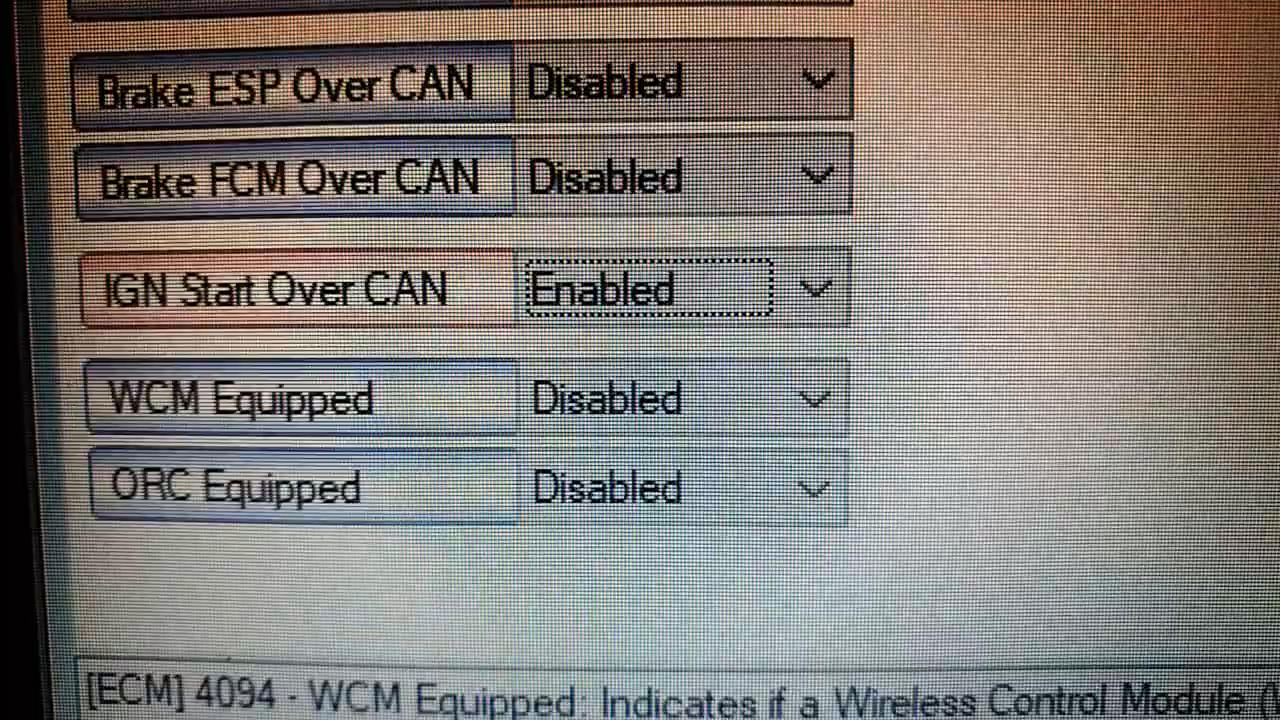 Brake ESP Over CAN Disabled
Brake FCM Over CAN Disabled
IGN Start Over CAN Enabled
WCM Equipped Disabled
ORC Equipped Disabled
[ECM] 4094 - WCM Equipped: Indicates if a Wireless Control Module